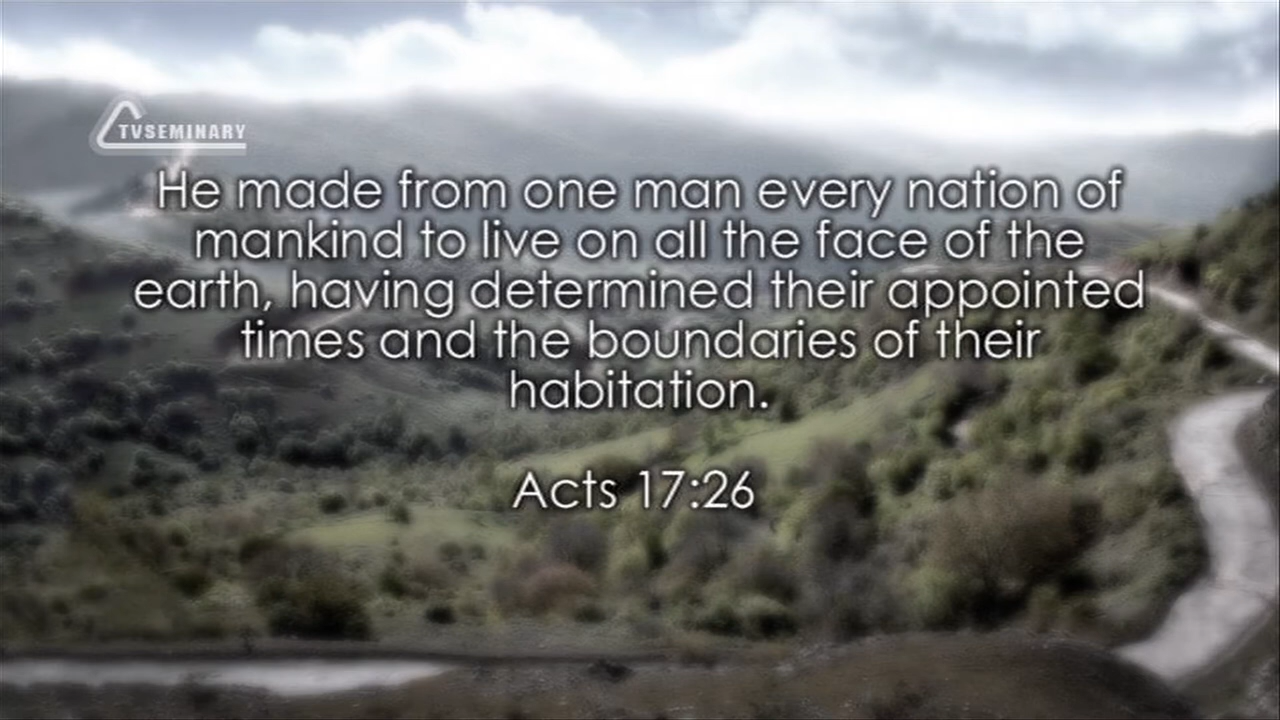 TVSEMINARY
He made from one man every nation of
mankind to live on all the face of the
earth, having determined their appointed
times and the boundaries of their
habitation.
Acts 17:26